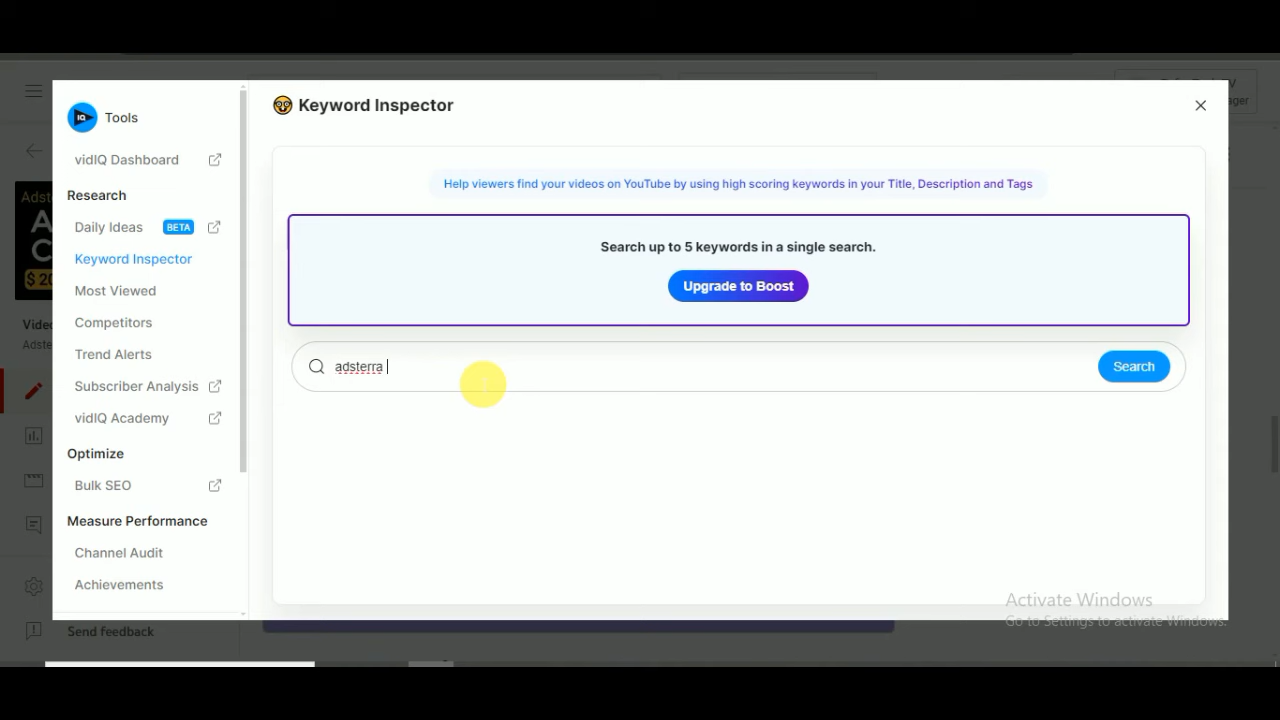 Tools
vidIQ Dashboard
Research
Daily Ideas BETA
Keyword Inspector
Most Viewed
Competitors
Trend Alerts
Subscriber Analysis
vidIQ Academy
Optimize
Bulk SEO
Measure Performance
Channel Audit
Achievements
Send feedback
Keyword Inspector
Help viewers find your videos on YouTube by using high scoring keywords in your Title, Description and Tags
Search up to 5 keywords in a single search.
Upgrade to Boost
adsterra
Search
Activate Windows
Go to Settings to activate Windows.